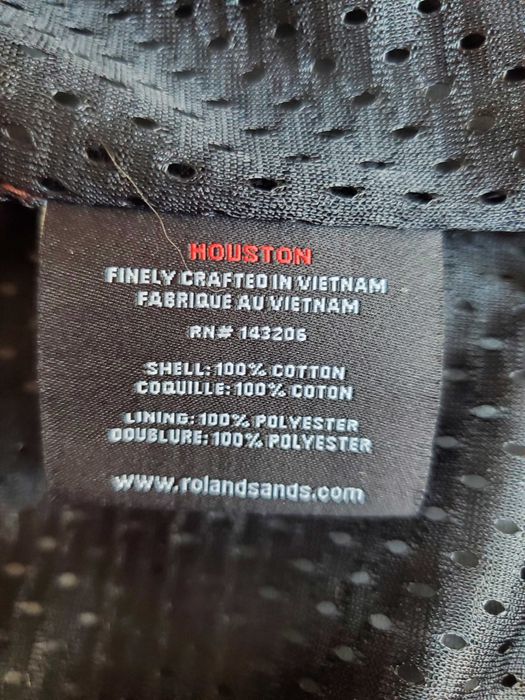 HOUSTON
FINELY CRAFTED IN VIETNAM
FABRIQUE AU VIETNAM
RN# 143206
SHELL: 100% COTTON
COQUILLE: 100% COTON
LINING: 100% POLYESTER
DOUBLURE: 100% POLYESTER
www.rolandsands.com